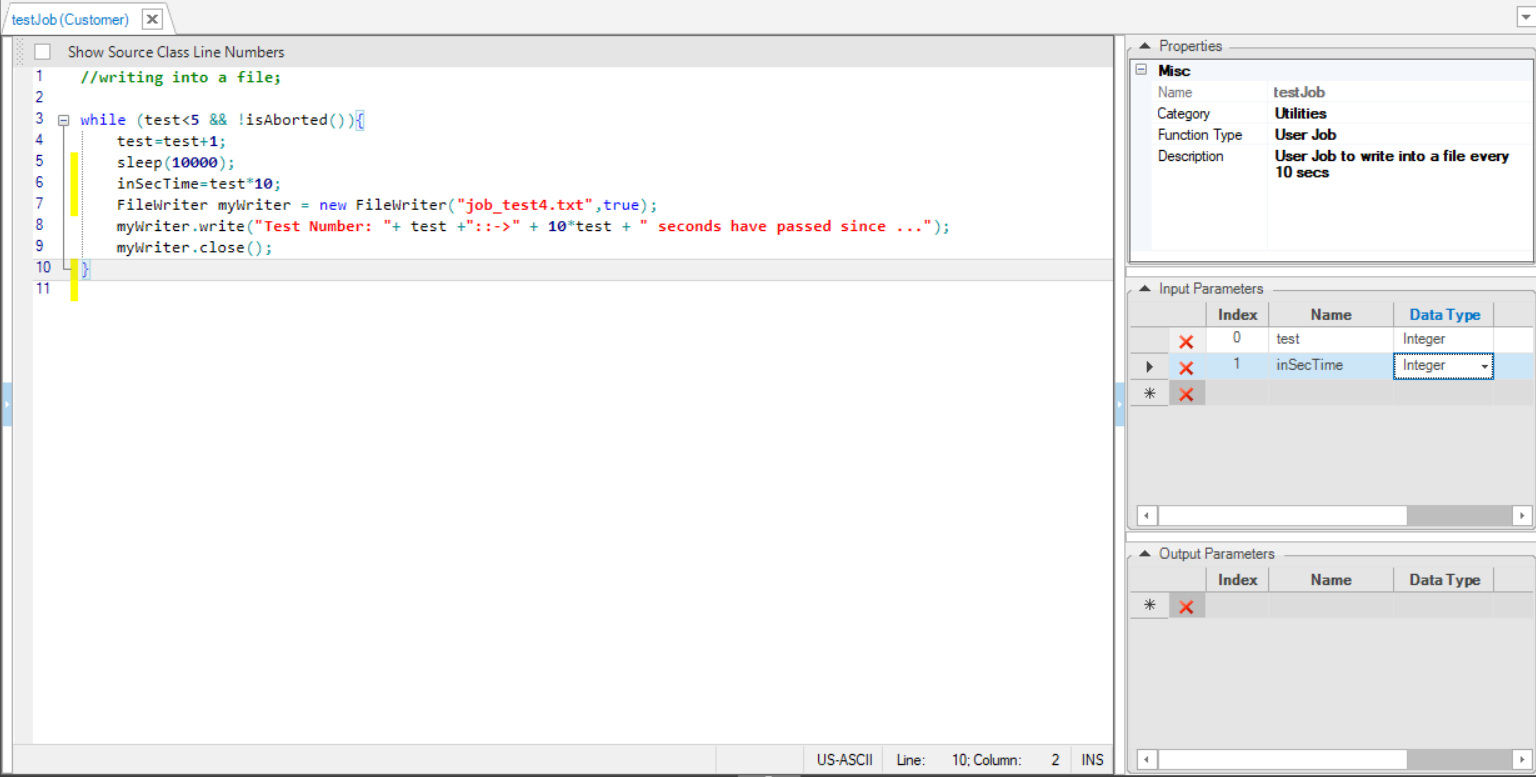 testJob (Customer)
Show Source Class Line Numbers
1 //writing into a file;
2
3 while (test<5 && !isAborted()){
4 test=test+1;
5 sleep(10000);
6 inSecTime=test*10;
7 FileWriter myWriter = new FileWriter("job_test4.txt",true);
8 myWriter.write("Test Number: "+ test +"::->" + 10*test + " seconds have passed since ...");
9 myWriter.close();
10 }
11
US-ASCII Line: 10; Column: 2 INS
Properties
Misc
Name testJob
Category Utilities
Function Type User Job
Description User Job to write into a file every
10 secs
Input Parameters
Index Name Data Type
0 test Integer
1 inSecTime Integer
Output Parameters
Index Name Data Type